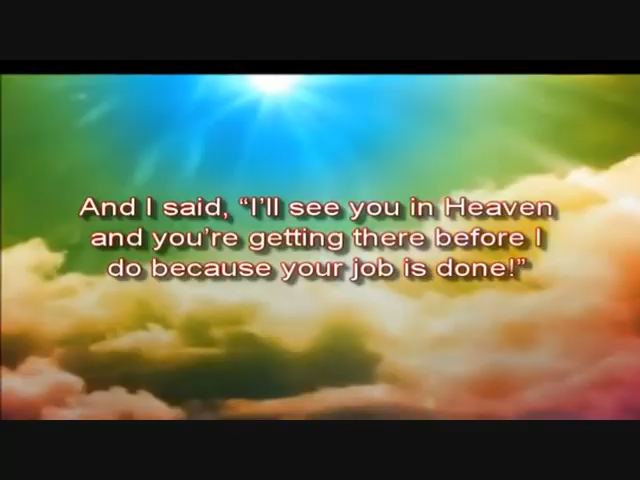 And I said, “I’ll see you in Heaven
and you’re getting there before I
do because your job is done!”